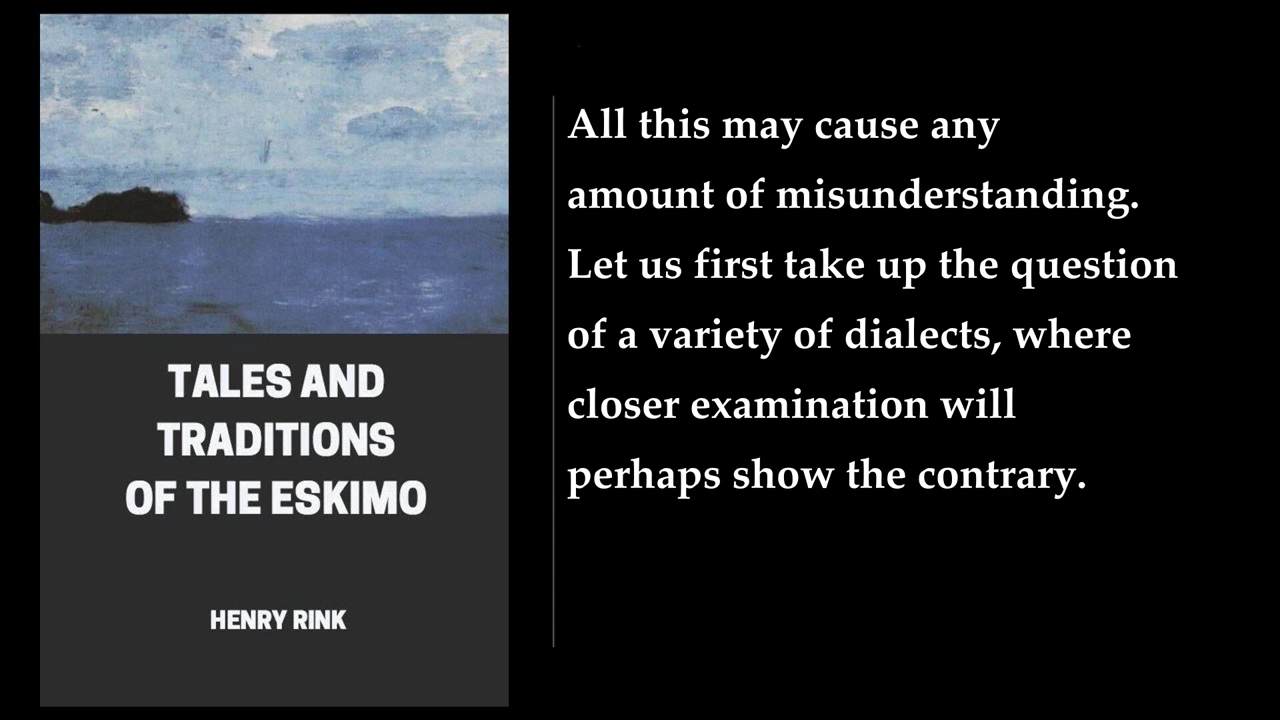 TALES AND
TRADITIONS
OF THE ESKIMO
HENRY RINK
All this may cause any
amount of misunderstanding.
Let us first take up the question
of a variety of dialects, where
closer examination will
perhaps show the contrary.